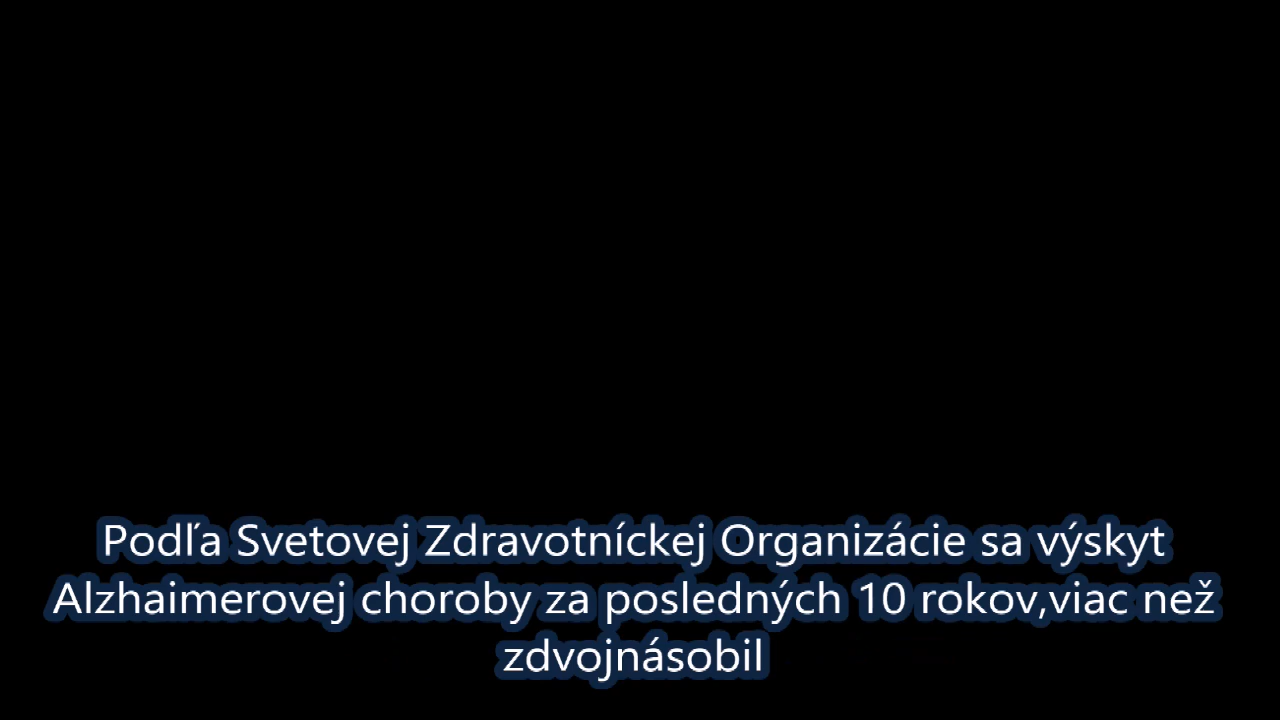 Podľa Svetovej Zdravotníckej Organizácie sa výskyt
Alzhaimerovej choroby za posledných 10 rokov,viac než
zdvojnásobil